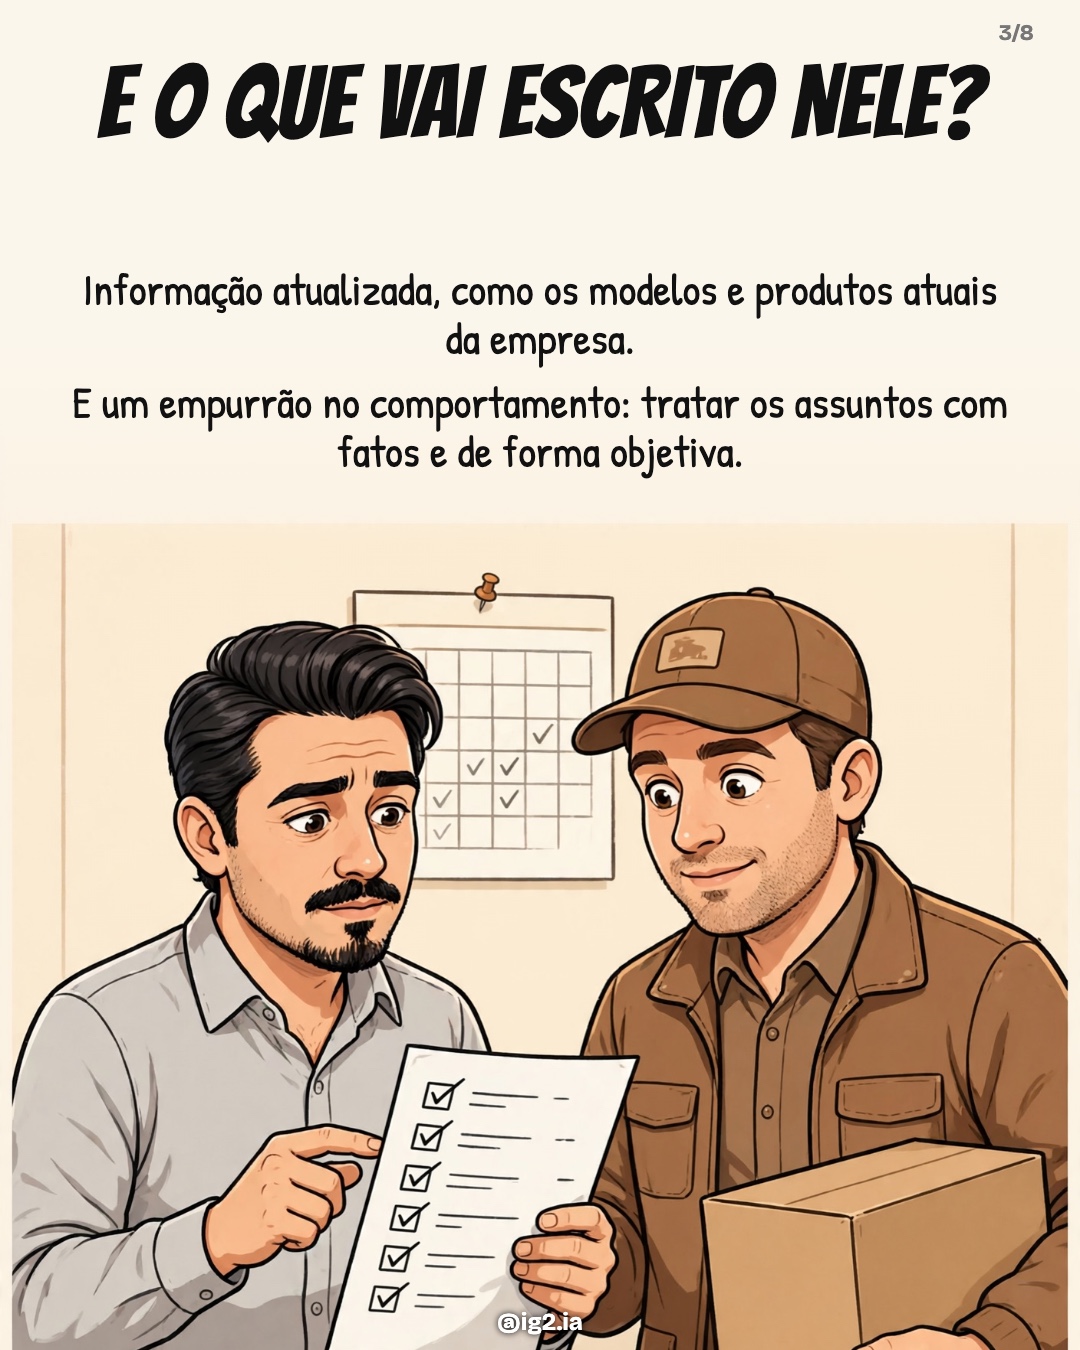 3/8
E O QUE VAI ESCRITO NELE?
Informação atualizada, como os modelos e produtos atuais
da empresa.
E um empurrão no comportamento: tratar os assuntos com
fatos e de forma objetiva.
@ig2.ia